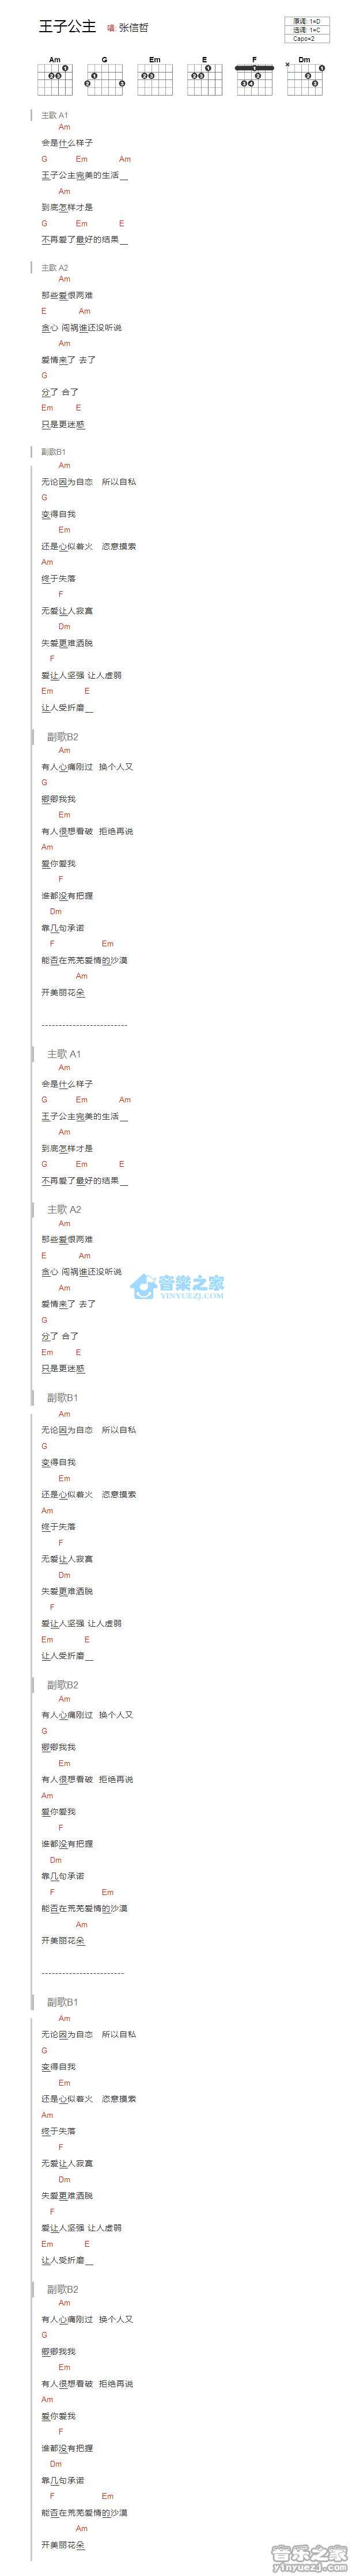 王子公主 唱: 张信哲
原调: 1=D
选调: 1=C
Capo=2
Am G Em E F Dm
主歌 A1
Am
会是什么样子
G Em Am
王子公主完美的生活__
Am
到底怎样才是
G Em E
不再爱了最好的结果__
主歌 A2
Am
那些爱恨两难
E Am
贪心 闯祸谁还没听说
Am
爱情来了 去了
G
分了 合了
Em E
只是更迷惑
副歌B1
Am
无论因为自恋 所以自私
G
变得自我
Em
还是心似着火 恣意摸索
Am
终于失落
F
无爱让人寂寞
Dm
失爱更难洒脱
F
爱让人坚强 让人虚弱
Em E
让人受折磨__
副歌B2
Am
有人心痛刚过 换个人又
G
卿卿我我
Em
有人很想看破 拒绝再说
Am
爱你爱我
F
谁都没有把握
Dm
靠几句承诺
F Em
能否在荒芜爱情的沙漠
Am
开美丽花朵
-------------------------
主歌 A1
Am
会是什么样子
G Em Am
王子公主完美的生活__
Am
到底怎样才是
G Em E
不再爱了最好的结果__
主歌 A2
Am
那些爱恨两难
E Am
贪心 闯祸谁还没听说
Am
爱情来了 去了
G
分了 合了
Em E
只是更迷惑
音乐之家
YINYUEZJ.COM
副歌B1
Am
无论因为自恋 所以自私
G
变得自我
Em
还是心似着火 恣意摸索
Am
终于失落
F
无爱让人寂寞
Dm
失爱更难洒脱
F
爱让人坚强 让人虚弱
Em E
让人受折磨__
副歌B2
Am
有人心痛刚过 换个人又
G
卿卿我我
Em
有人很想看破 拒绝再说
Am
爱你爱我
F
谁都没有把握
Dm
靠几句承诺
F Em
能否在荒芜爱情的沙漠
Am
开美丽花朵
------------------------
副歌B1
Am
无论因为自恋 所以自私
G
变得自我
Em
还是心似着火 恣意摸索
Am
终于失落
F
无爱让人寂寞
Dm
失爱更难洒脱
F
爱让人坚强 让人虚弱
Em E
让人受折磨__
副歌B2
Am
有人心痛刚过 换个人又
G
卿卿我我
Em
有人很想看破 拒绝再说
Am
爱你爱我
F
谁都没有把握
Dm
靠几句承诺
F Em
能否在荒芜爱情的沙漠
Am
开美丽花朵
音乐之家
yinyuezj.com